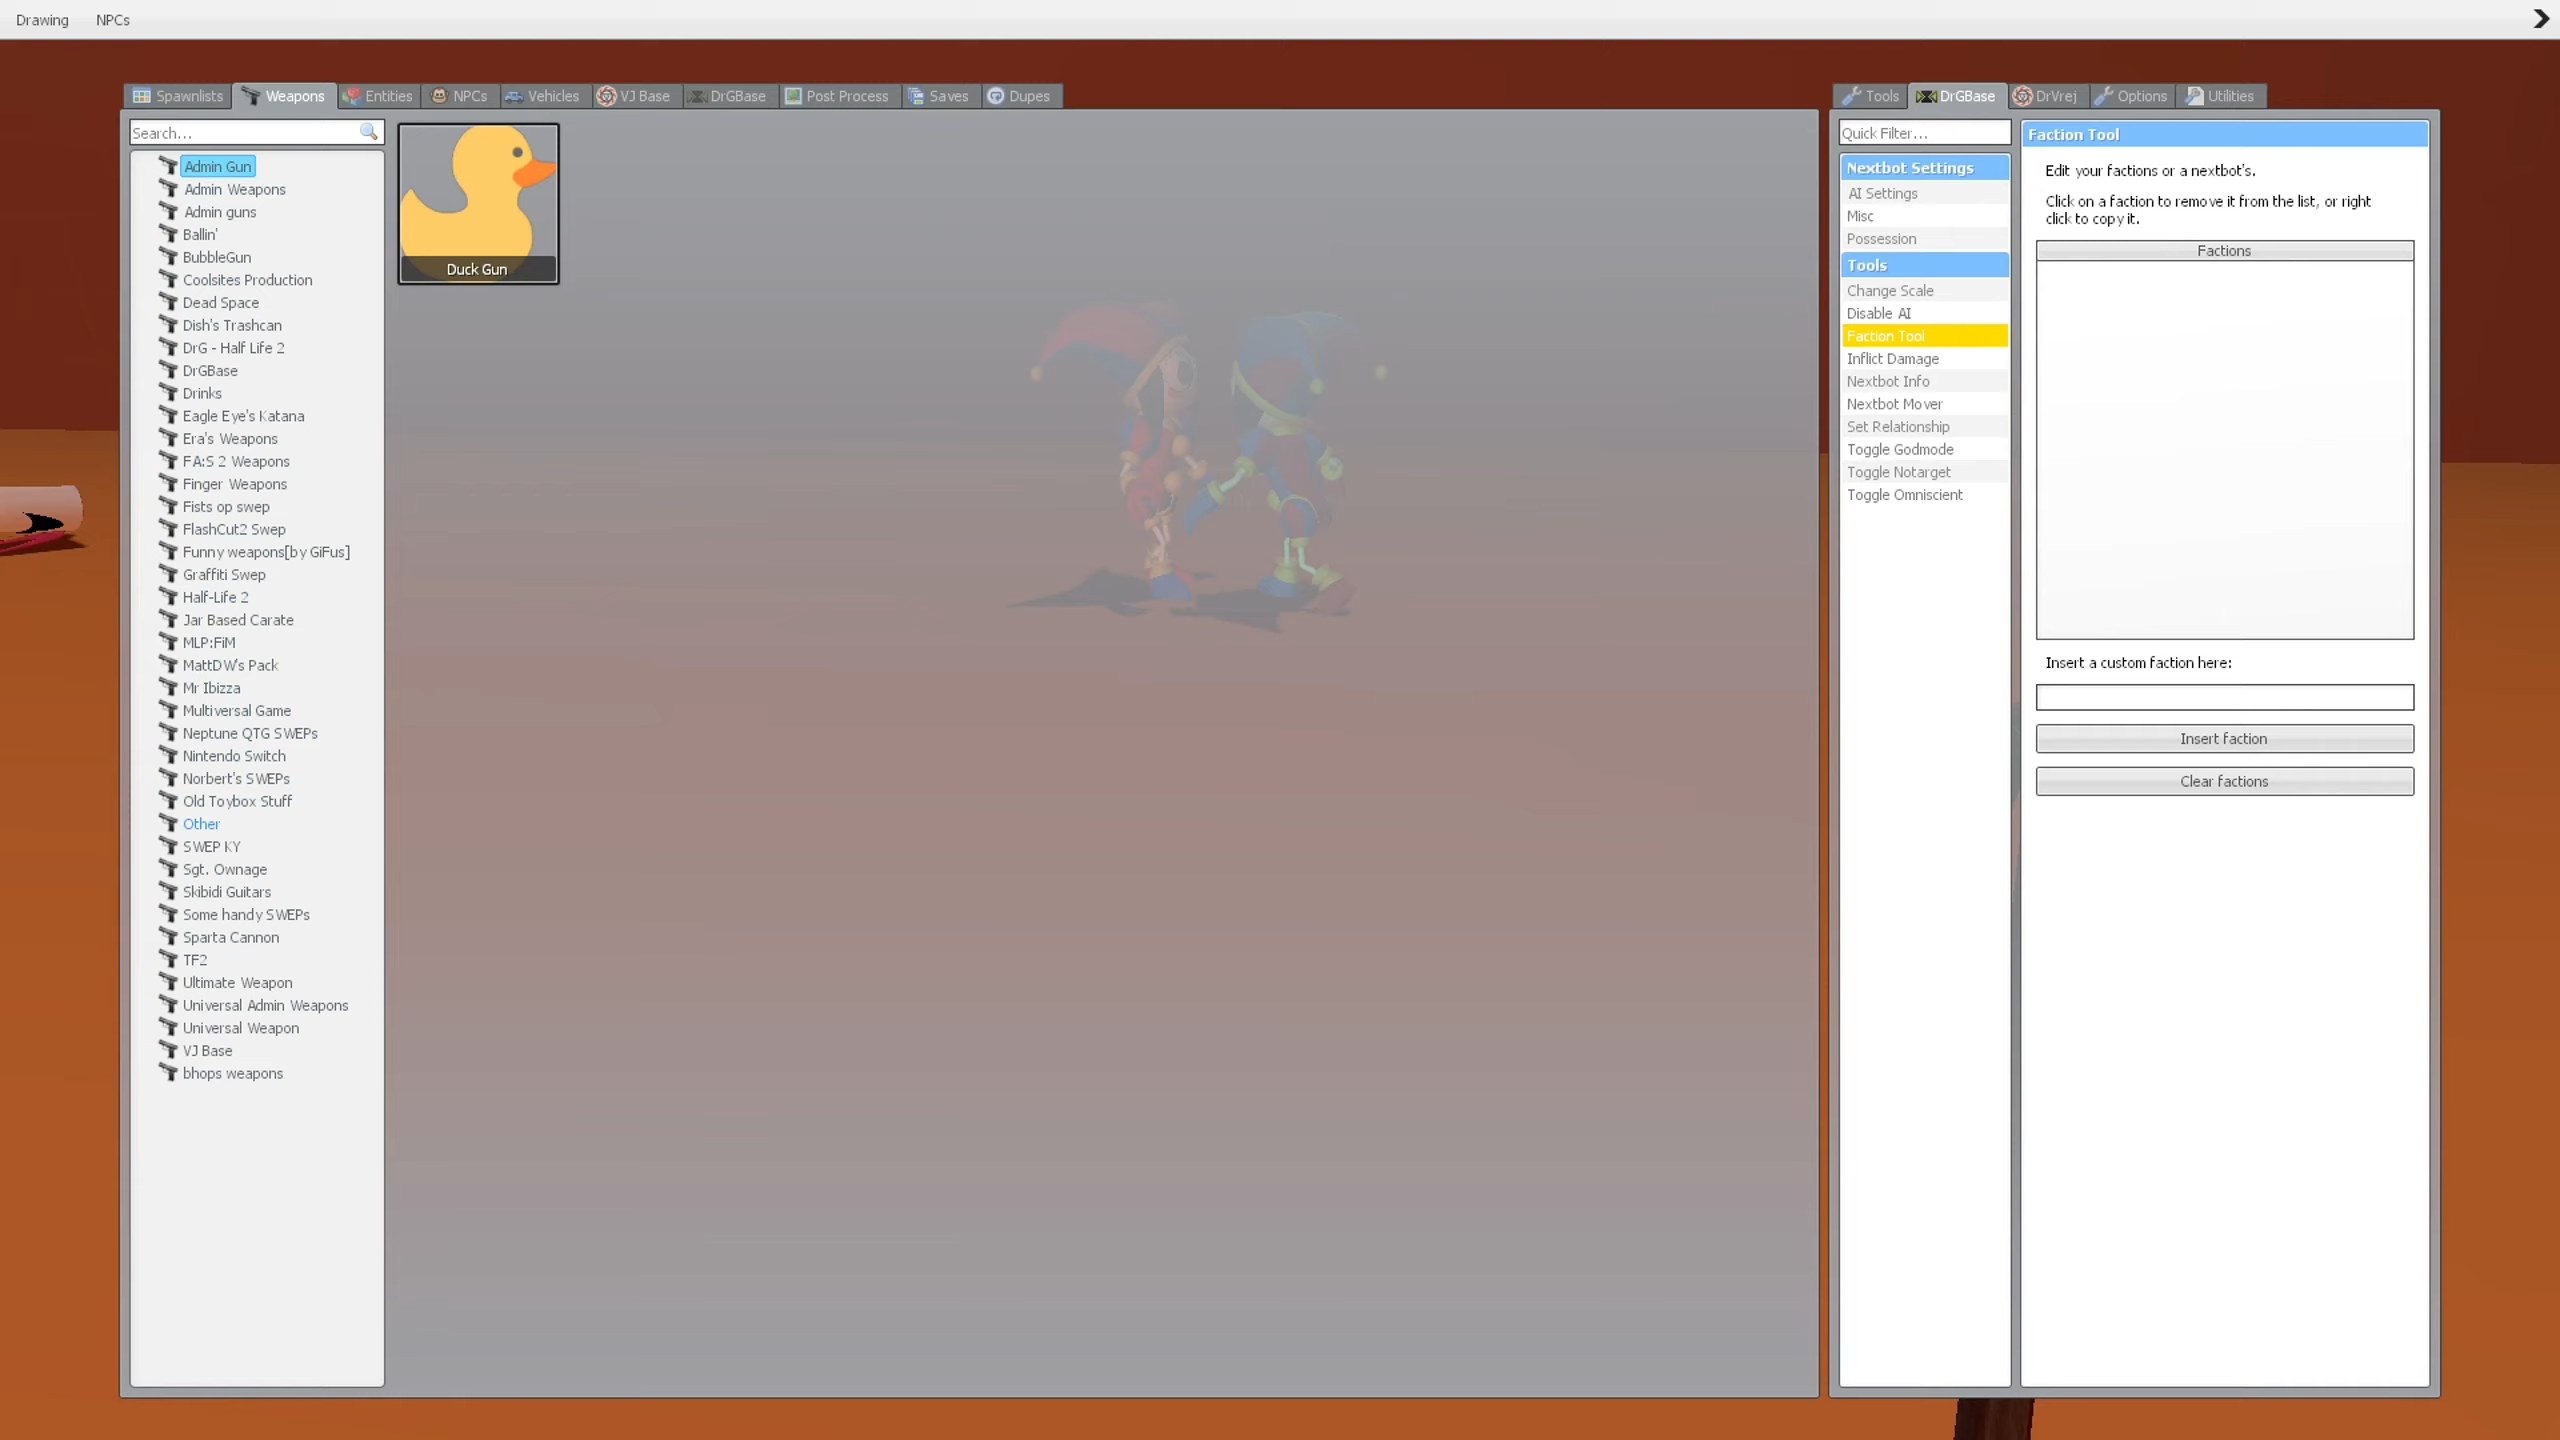 Drawing
NPCs
Spawnlists
Weapons
Entities
NPCs
Vehicles
VJ Base
DrGBase
Post Process
Saves
Dupes
Search...
Admin Gun
Admin Weapons
Admin guns
Ballin'
BubbleGun
Coolsites Production
Dead Space
Dish's Trashcan
DrG - Half Life 2
DrGBase
Drinks
Eagle Eye's Katana
Era's Weapons
FA:S 2 Weapons
Finger Weapons
Fists op swep
FlashCut2 Swep
Funny weapons[by GiFus]
Graffiti Swep
Half-Life 2
Jar Based Carate
MLP:FiM
MattDW's Pack
Mr Ibizza
Multiversal Game
Neptune QTG SWEPs
Nintendo Switch
Norbert's SWEPs
Old Toybox Stuff
Other
SWEP KY
Sgt. Ownage
Skibidi Guitars
Some handy SWEPs
Sparta Cannon
TF2
Ultimate Weapon
Universal Admin Weapons
Universal Weapon
VJ Base
bhops weapons
Duck Gun
Tools
DrGBase
DrVrej
Options
Utilities
Quick Filter...
Nextbot Settings
AI Settings
Misc
Possession
Tools
Change Scale
Disable AI
Faction Tool
Inflict Damage
Nextbot Info
Nextbot Mover
Set Relationship
Toggle Godmode
Toggle Notarget
Toggle Omniscient
Faction Tool
Edit your factions or a nextbot's.
Click on a faction to remove it from the list, or right
click to copy it.
Factions
Insert a custom faction here:
Insert faction
Clear factions